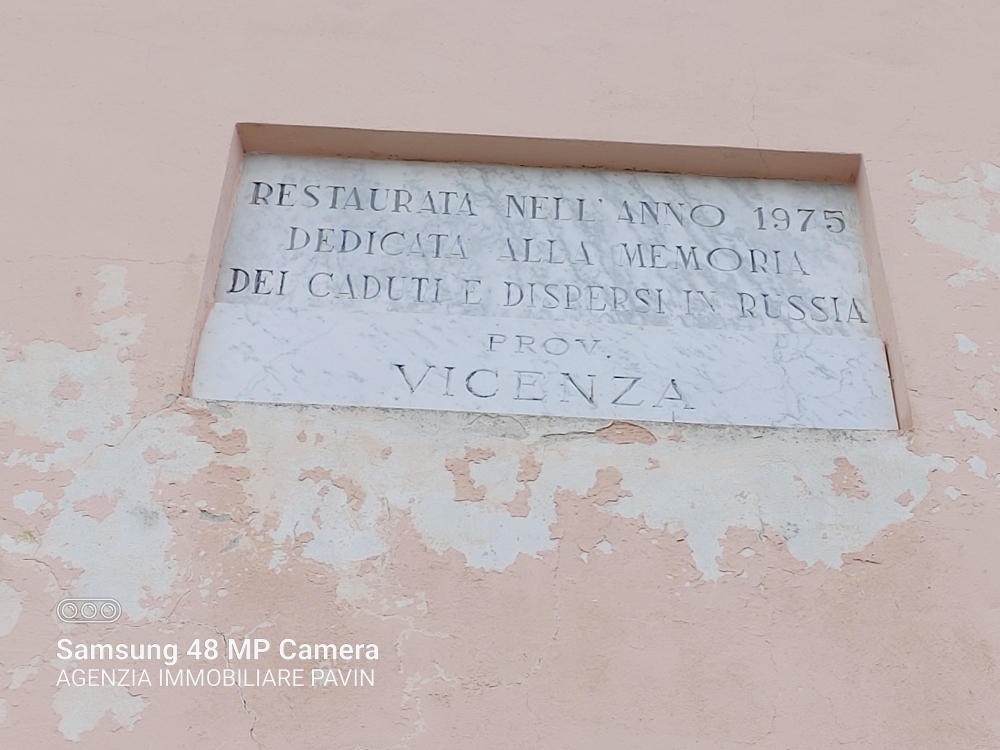 RESTAURATA NELL'ANNO 1975
DEDICATA ALLA MEMORIA
DEI CADUTI E DISPERSI IN RUSSIA
PROV.
VICENZA
Samsung 48 MP Camera
AGENZIA IMMOBILIARE PAVIN